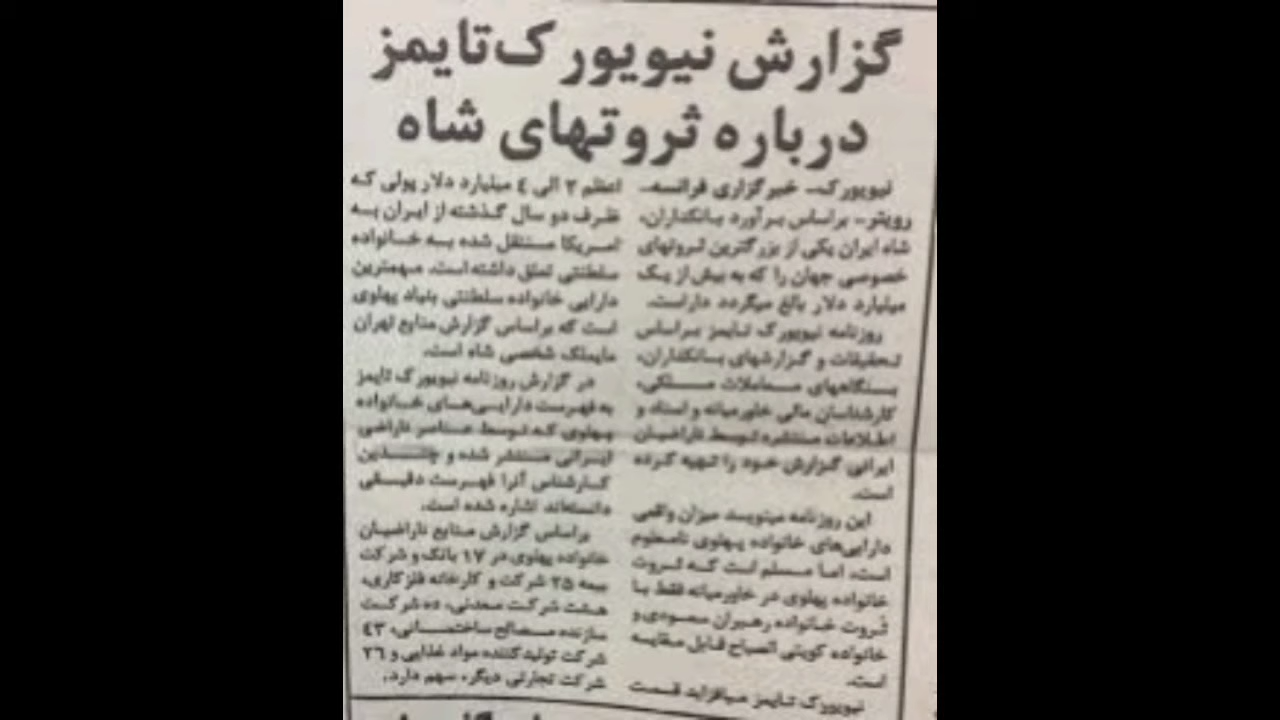 گزارش نیویورک تایمز
درباره ثروتهای شاه
نیویورک- خبرگزاری فرانسه-
رویتر- براساس برآورد بانکداران،
شاه ایران یکی از بزرگترین ثروتهای
خصوصی جهان را که به بیش از یک
میلیارد دلار بالغ میگردد داراست.
روزنامه نیویورک تایمز براساس
تحقیقات و گزارشهای بانکداران،
بنگاههای معاملات ملکی،
کارشناسان مالی خاورمیانه و اسناد و
اطلاعات منتشره توسط ناراضیان
ایرانی گزارش خود را تهیه کرده
است.
این روزنامه مینویسد میزان واقعی
دارایی‌های خانواده پهلوی نامعلوم
است، اما مسلم است که ثروت
خانواده پهلوی در خاورمیانه فقط با
ثروت خانواده رهبران سعودی و
خانواده کویتی الصباح قابل مقایسه
است.
نیویورک تایمز میافزاید قسمت
اعظم ۲ الی ٤ میلیارد دلار پولی که
ظرف دو سال گذشته از ایران به
امریکا منتقل شده به خانواده
سلطنتی تعلق داشته است. مهمترین
دارایی خانواده سلطنتی بنیاد پهلوی
است که براساس گزارش منابع تهران
مایملک شخصی شاه است.
در گزارش روزنامه نیویورک تایمز
به فهرست دارایی‌های خانواده
پهلوی که توسط عناصر ناراضی
ایرانی منتشر شده و چندین
کارشناس آنرا فهرست دقیقی
دانسته‌اند اشاره شده است.
براساس گزارش منابع ناراضیان
خانواده پهلوی در ۱۷ بانک و شرکت
بیمه ۲۵ شرکت و کارخانه فلزکاری،
هشت شرکت معدنی، ده شرکت
سازنده مصالح ساختمانی، ٤۳
شرکت تولیدکننده مواد غذایی و ۲٦
شرکت تجارتی دیگر، سهم دارد.